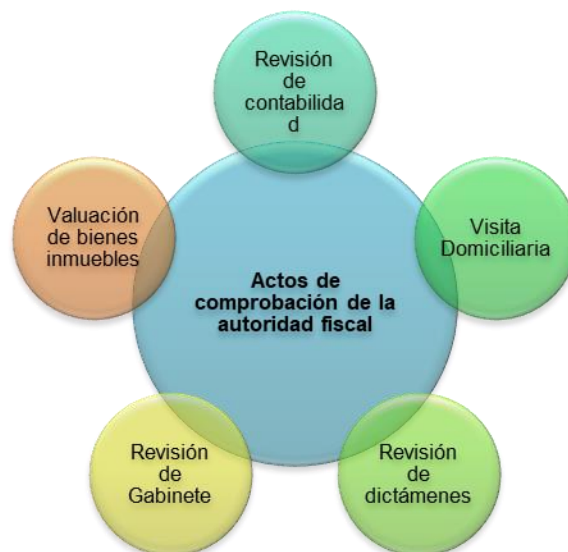 Revisión
de
contabilida
d
Valuación
de bienes
inmuebles
Visita
Domiciliaria
Actos de
comprobación de la
autoridad fiscal
Revisión
de
Gabinete
Revisión
de
dictámenes